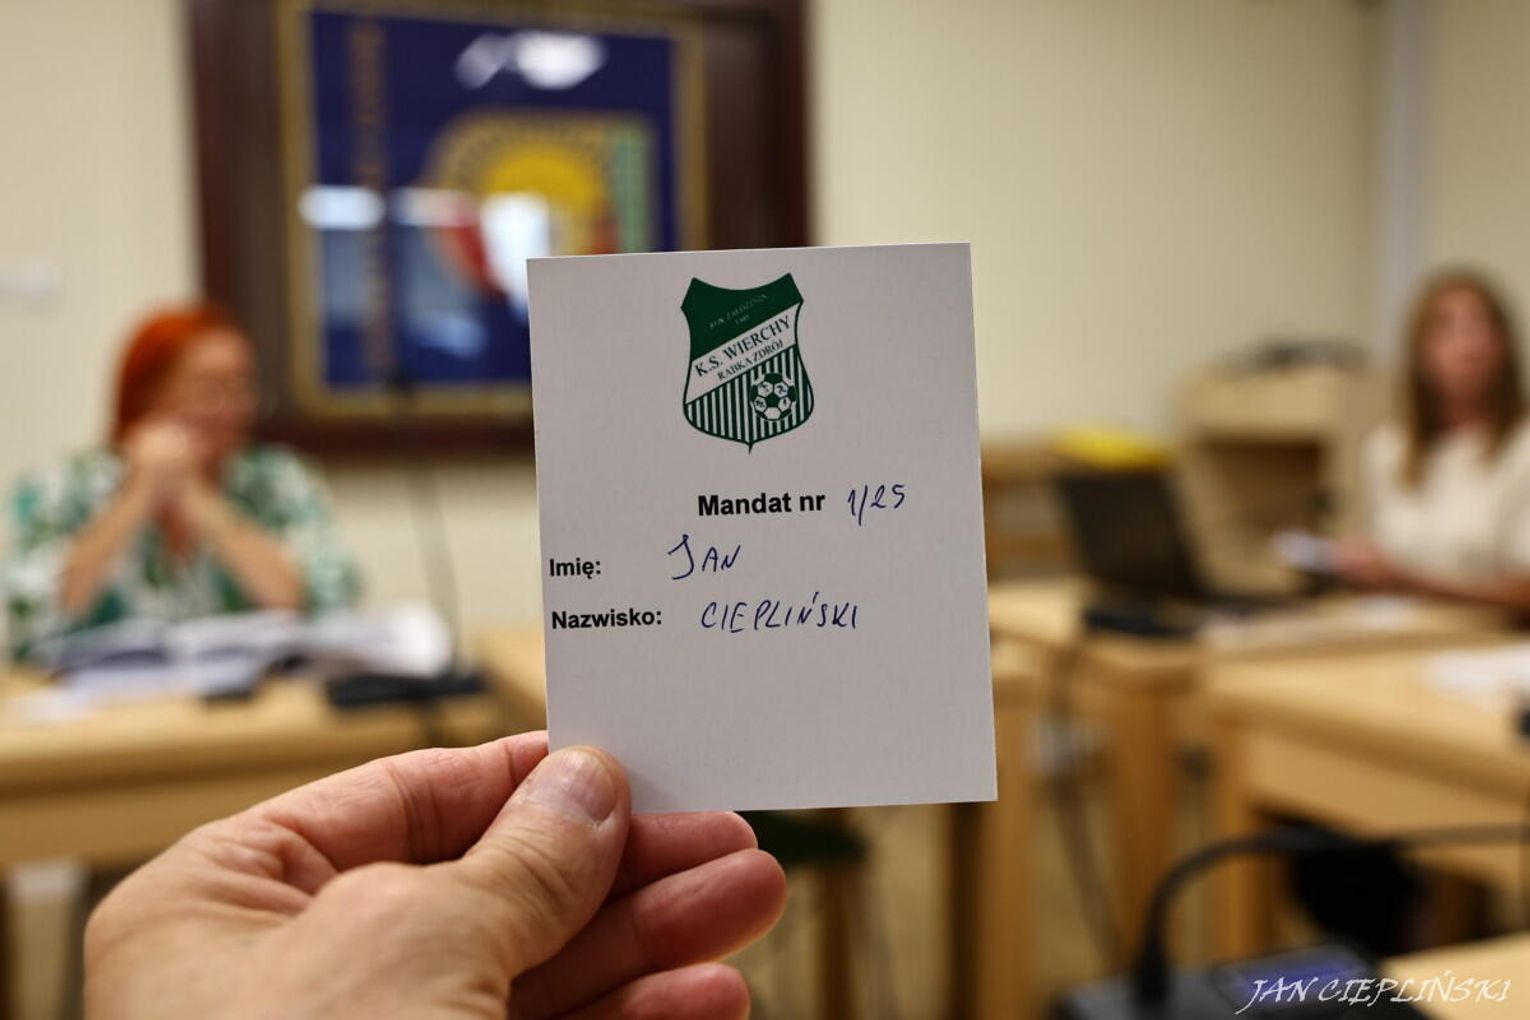 ROK ZAŁOŻENIA
K.S. WIERCHY
RABKA ZDRÓJ
Mandat nr 1/25
Imię: JAN
Nazwisko: CIEPLIŃSKI
JAN CIEPLIŃSKI